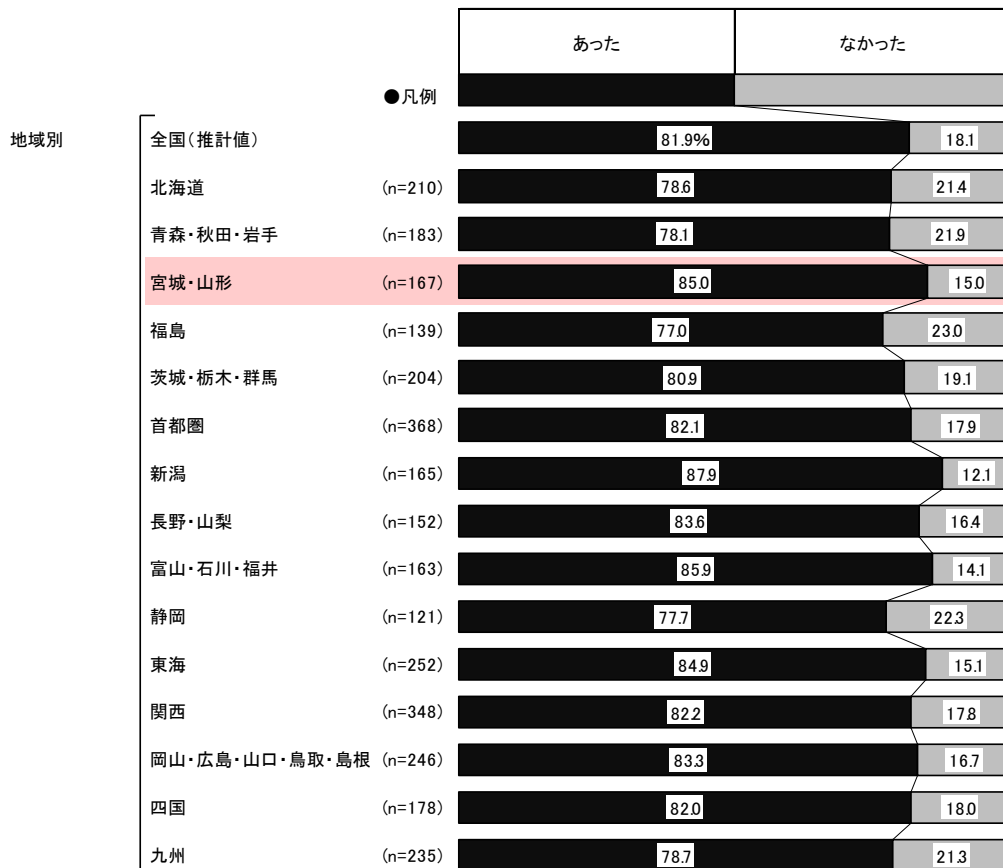 あった なかった
●凡例
地域別 全国(推計値) 81.9% 18.1
北海道 (n=210) 78.6 21.4
青森・秋田・岩手 (n=183) 78.1 21.9
宮城・山形 (n=167) 85.0 15.0
福島 (n=139) 77.0 23.0
茨城・栃木・群馬 (n=204) 80.9 19.1
首都圏 (n=368) 82.1 17.9
新潟 (n=165) 87.9 12.1
長野・山梨 (n=152) 83.6 16.4
富山・石川・福井 (n=163) 85.9 14.1
静岡 (n=121) 77.7 22.3
東海 (n=252) 84.9 15.1
関西 (n=348) 82.2 17.8
岡山・広島・山口・鳥取・島根 (n=246) 83.3 16.7
四国 (n=178) 82.0 18.0
九州 (n=235) 78.7 21.3